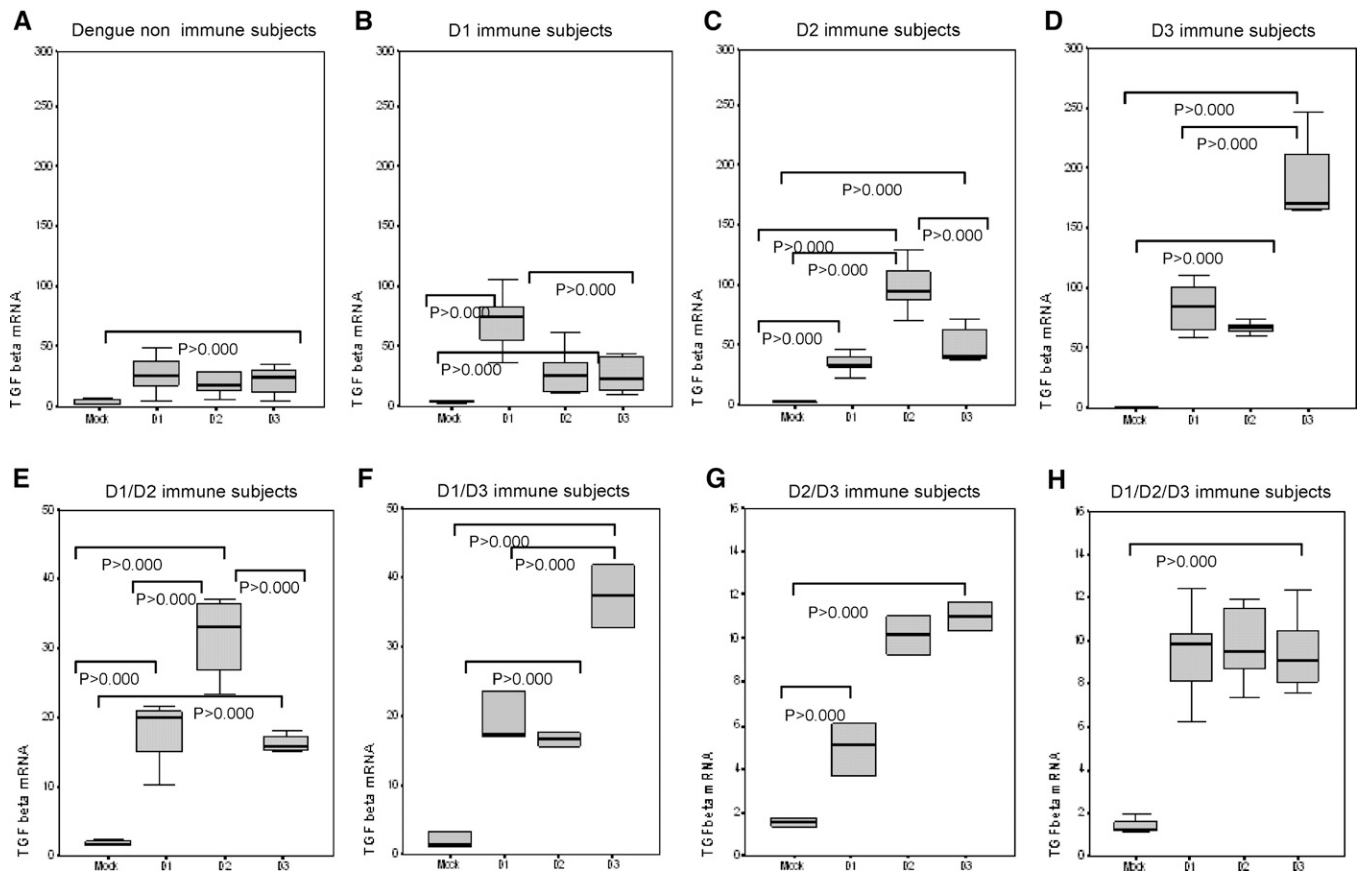 A
Dengue non immune subjects
300
250
200
150
100
50
0
TGF beta mRNA
P>0.000
Mock D1 D2 D3
B
D1 immune subjects
300
250
200
150
100
50
0
TGF beta mRNA
P>0.000
P>0.000
P>0.000
Mock D1 D2 D3
C
D2 immune subjects
300
250
200
150
100
50
0
TGF beta mRNA
P>0.000
P>0.000
P>0.000
P>0.000
P>0.000
Mock D1 D2 D3
D
D3 immune subjects
300
250
200
150
100
50
0
TGF beta mRNA
P>0.000
P>0.000
P>0.000
Mock D1 D2 D3
E
D1/D2 immune subjects
50
40
30
20
10
0
TGF beta mRNA
P>0.000
P>0.000
P>0.000
P>0.000
P>0.000
Mock D1 D2 D3
F
D1/D3 immune subjects
50
40
30
20
10
0
TGF beta mRNA
P>0.000
P>0.000
P>0.000
Mock D1 D2 D3
G
D2/D3 immune subjects
16
14
12
10
8
6
4
2
0
TGFbeta mRNA
P>0.000
P>0.000
Mock D1 D2 D3
H
D1/D2/D3 immune subjects
16
14
12
10
8
6
4
2
0
TGFbeta mRNA
P>0.000
Mock D1 D2 D3